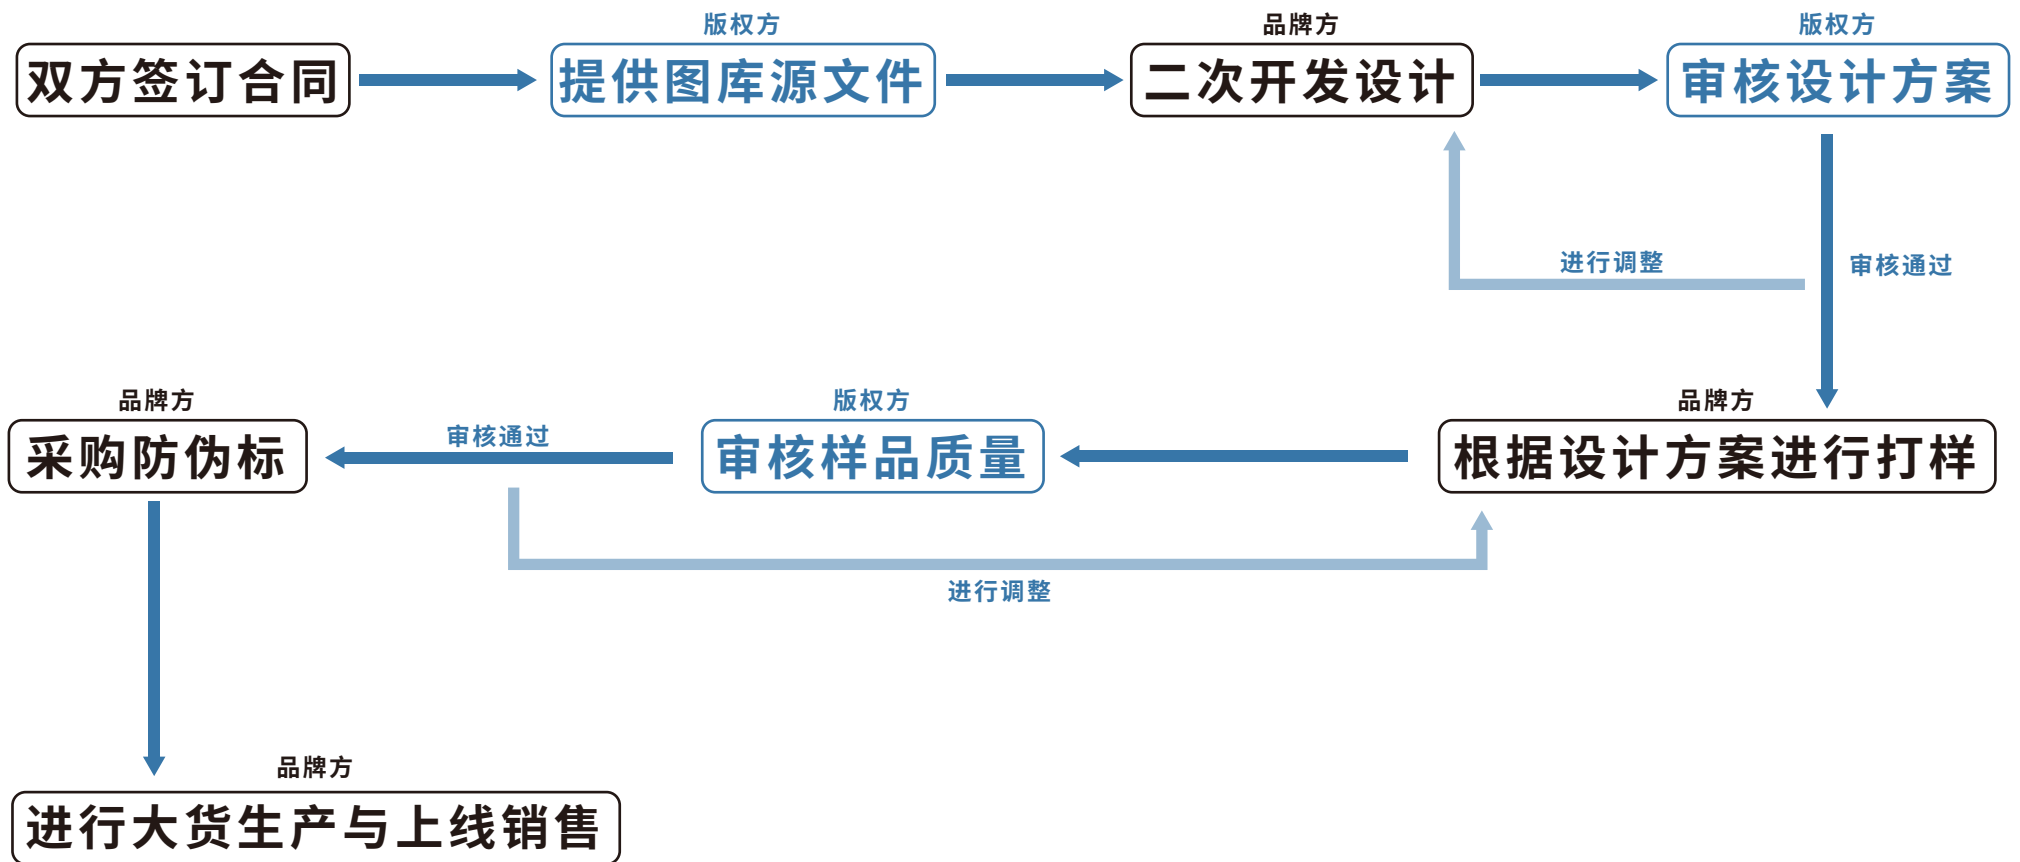 双方签订合同
版权方
提供图库源文件
品牌方
二次开发设计
版权方
审核设计方案
进行调整
审核通过
品牌方
根据设计方案进行打样
版权方
审核样品质量
审核通过
进行调整
品牌方
采购防伪标
品牌方
进行大货生产与上线销售